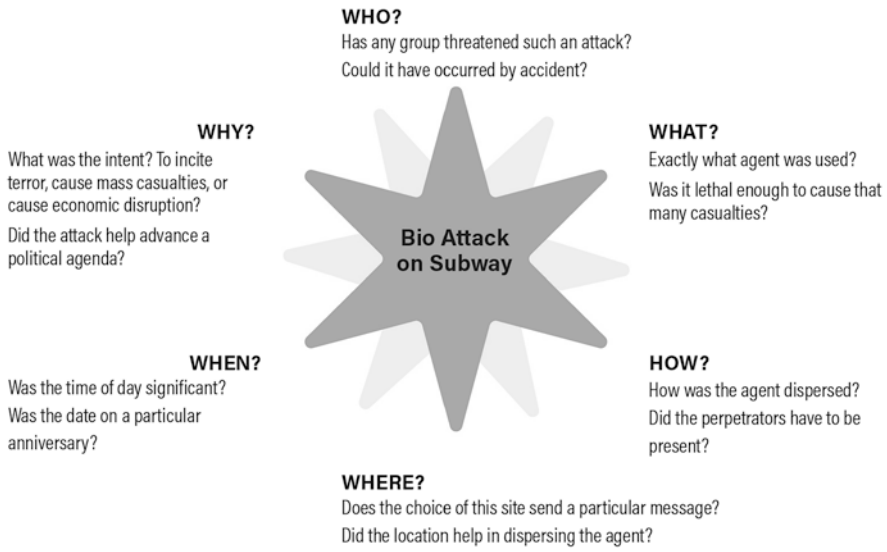 WHO?
Has any group threatened such an attack?
Could it have occurred by accident?
WHY?
What was the intent? To incite
terror, cause mass casualties, or
cause economic disruption?
Did the attack help advance a
political agenda?
WHAT?
Exactly what agent was used?
Was it lethal enough to cause that
many casualties?
Bio Attack
on Subway
WHEN?
Was the time of day significant?
Was the date on a particular
anniversary?
HOW?
How was the agent dispersed?
Did the perpetrators have to be
present?
WHERE?
Does the choice of this site send a particular message?
Did the location help in dispersing the agent?